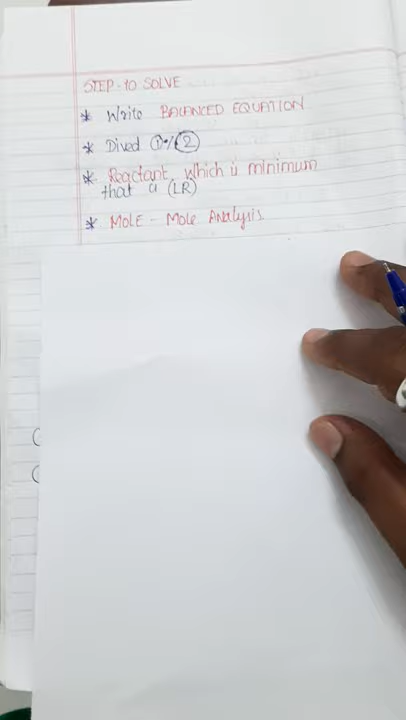 STEP-TO SOLVE
* Write BALANCED EQUATION
* Dived ①%②
* Reactant, which is minimum
that is (LR)
* MOLE - Mole Analysis